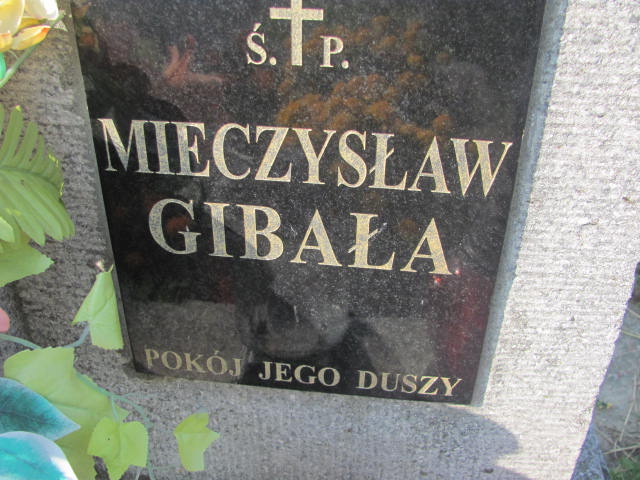 Ś. P.
MIECZYSŁAW
GIBAŁA
POKÓJ JEGO DUSZY